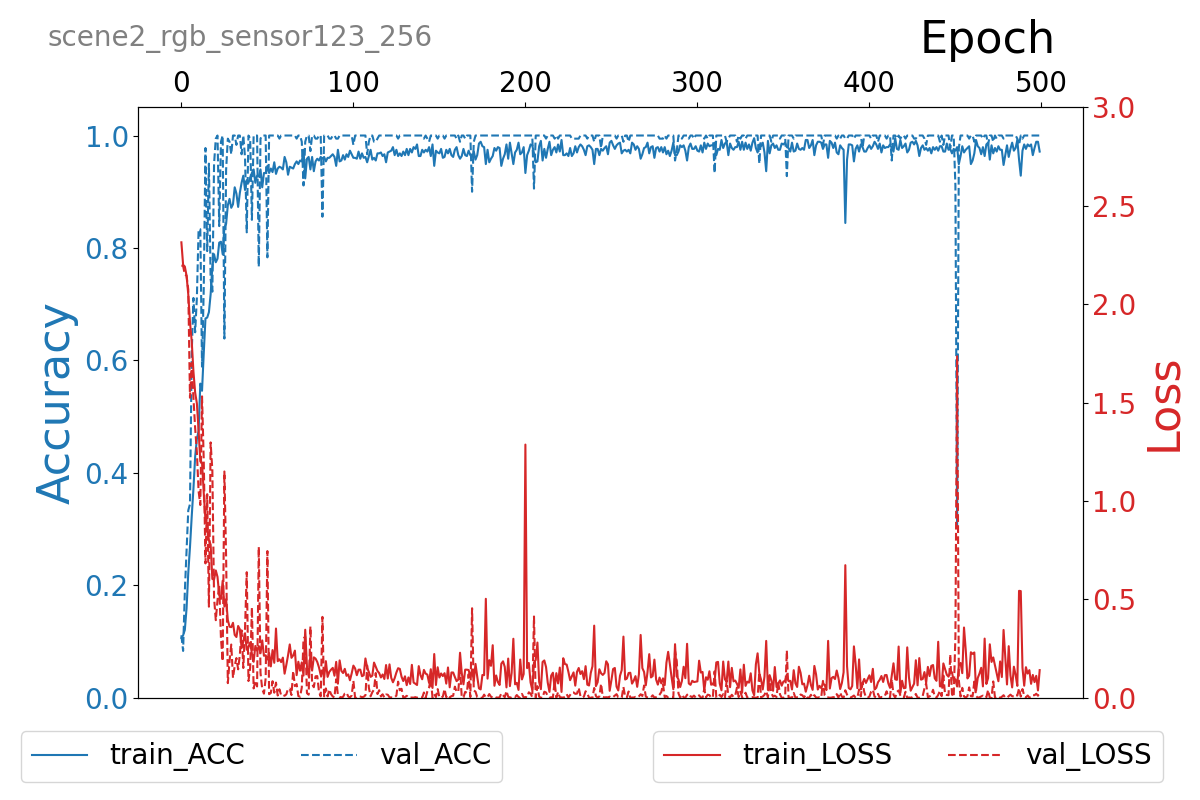 scene2_rgb_sensor123_256
Epoch
0 100 200 300 400 500
1.0
0.8
0.6
0.4
0.2
0.0
Accuracy
3.0
2.5
2.0
1.5
1.0
0.5
0.0
Loss
train_ACC val_ACC
train_LOSS val_LOSS